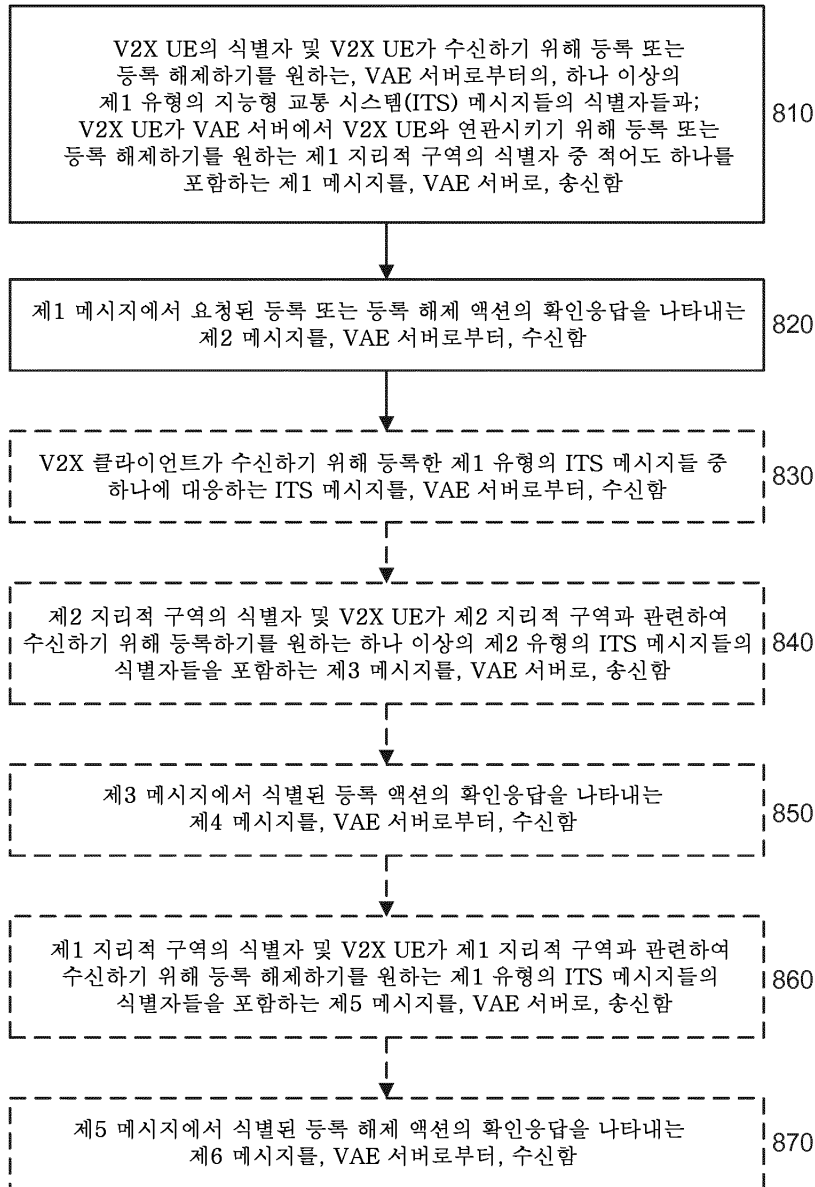 V2X UE의 식별자 및 V2X UE가 수신하기 위해 등록 또는
등록 해제하기를 원하는, VAE 서버로부터의, 하나 이상의
제1 유형의 지능형 교통 시스템(ITS) 메시지들의 식별자들과;
V2X UE가 VAE 서버에서 V2X UE와 연관시키기 위해 등록 또는
등록 해제하기를 원하는 제1 지리적 구역의 식별자 중 적어도 하나를
포함하는 제1 메시지를, VAE 서버로, 송신함
810
제1 메시지에서 요청된 등록 또는 등록 해제 액션의 확인응답을 나타내는
제2 메시지를, VAE 서버로부터, 수신함
820
V2X 클라이언트가 수신하기 위해 등록한 제1 유형의 ITS 메시지들 중
하나에 대응하는 ITS 메시지를, VAE 서버로부터, 수신함
830
제2 지리적 구역의 식별자 및 V2X UE가 제2 지리적 구역과 관련하여
수신하기 위해 등록하기를 원하는 하나 이상의 제2 유형의 ITS 메시지들의
식별자들을 포함하는 제3 메시지를, VAE 서버로, 송신함
840
제3 메시지에서 식별된 등록 액션의 확인응답을 나타내는
제4 메시지를, VAE 서버로부터, 수신함
850
제1 지리적 구역의 식별자 및 V2X UE가 제1 지리적 구역과 관련하여
수신하기 위해 등록 해제하기를 원하는 제1 유형의 ITS 메시지들의
식별자들을 포함하는 제5 메시지를, VAE 서버로, 송신함
860
제5 메시지에서 식별된 등록 해제 액션의 확인응답을 나타내는
제6 메시지를, VAE 서버로부터, 수신함
870